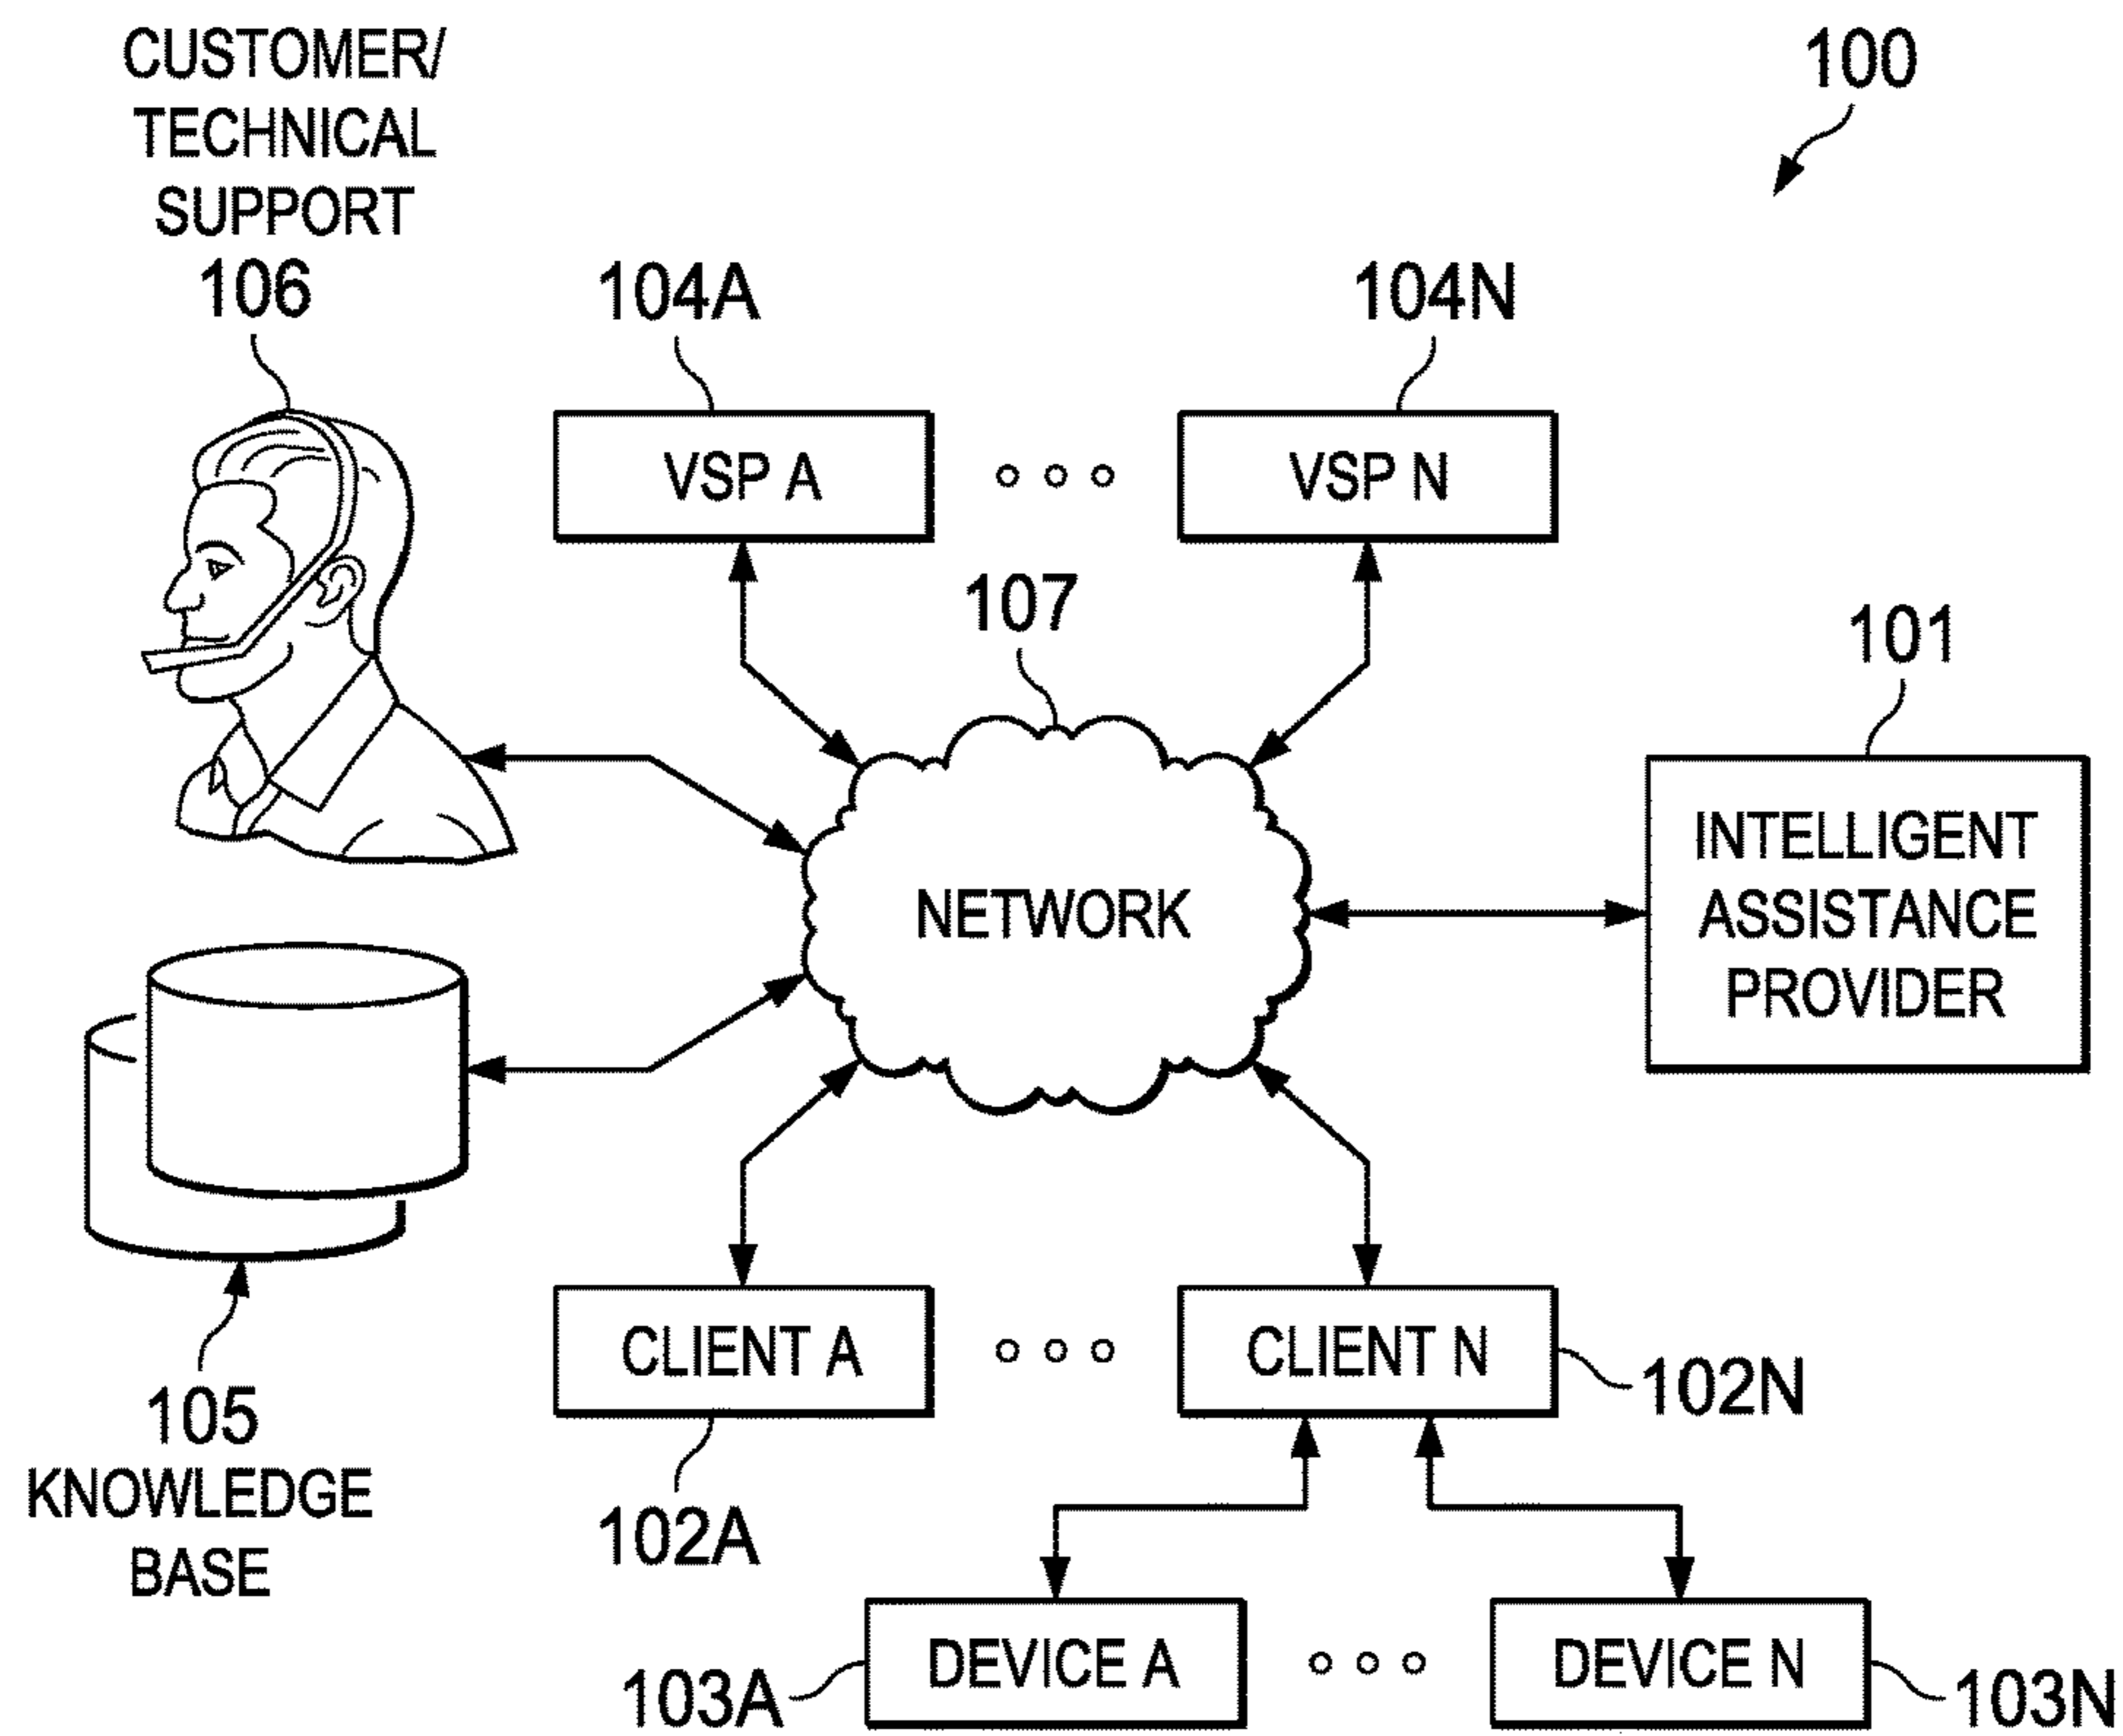 CUSTOMER/
TECHNICAL
SUPPORT
106
100
104A
104N
VSP A
VSP N
107
101
INTELLIGENT
ASSISTANCE
PROVIDER
NETWORK
105
KNOWLEDGE
BASE
CLIENT A
CLIENT N
102N
102A
DEVICE A
DEVICE N
103A
103N